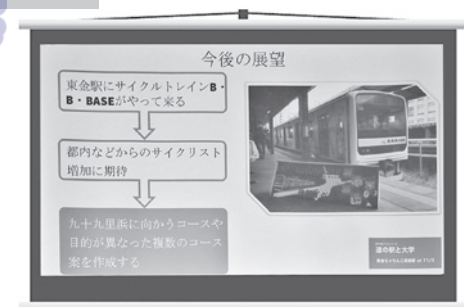 今後の展望
東金駅にサイクルトレインB・
B・BASEがやって来る
都内などからのサイクリスト
増加に期待
九十九里浜に向かうコースや
目的が異なった複数のコース
案を作成する
道の駅と大学